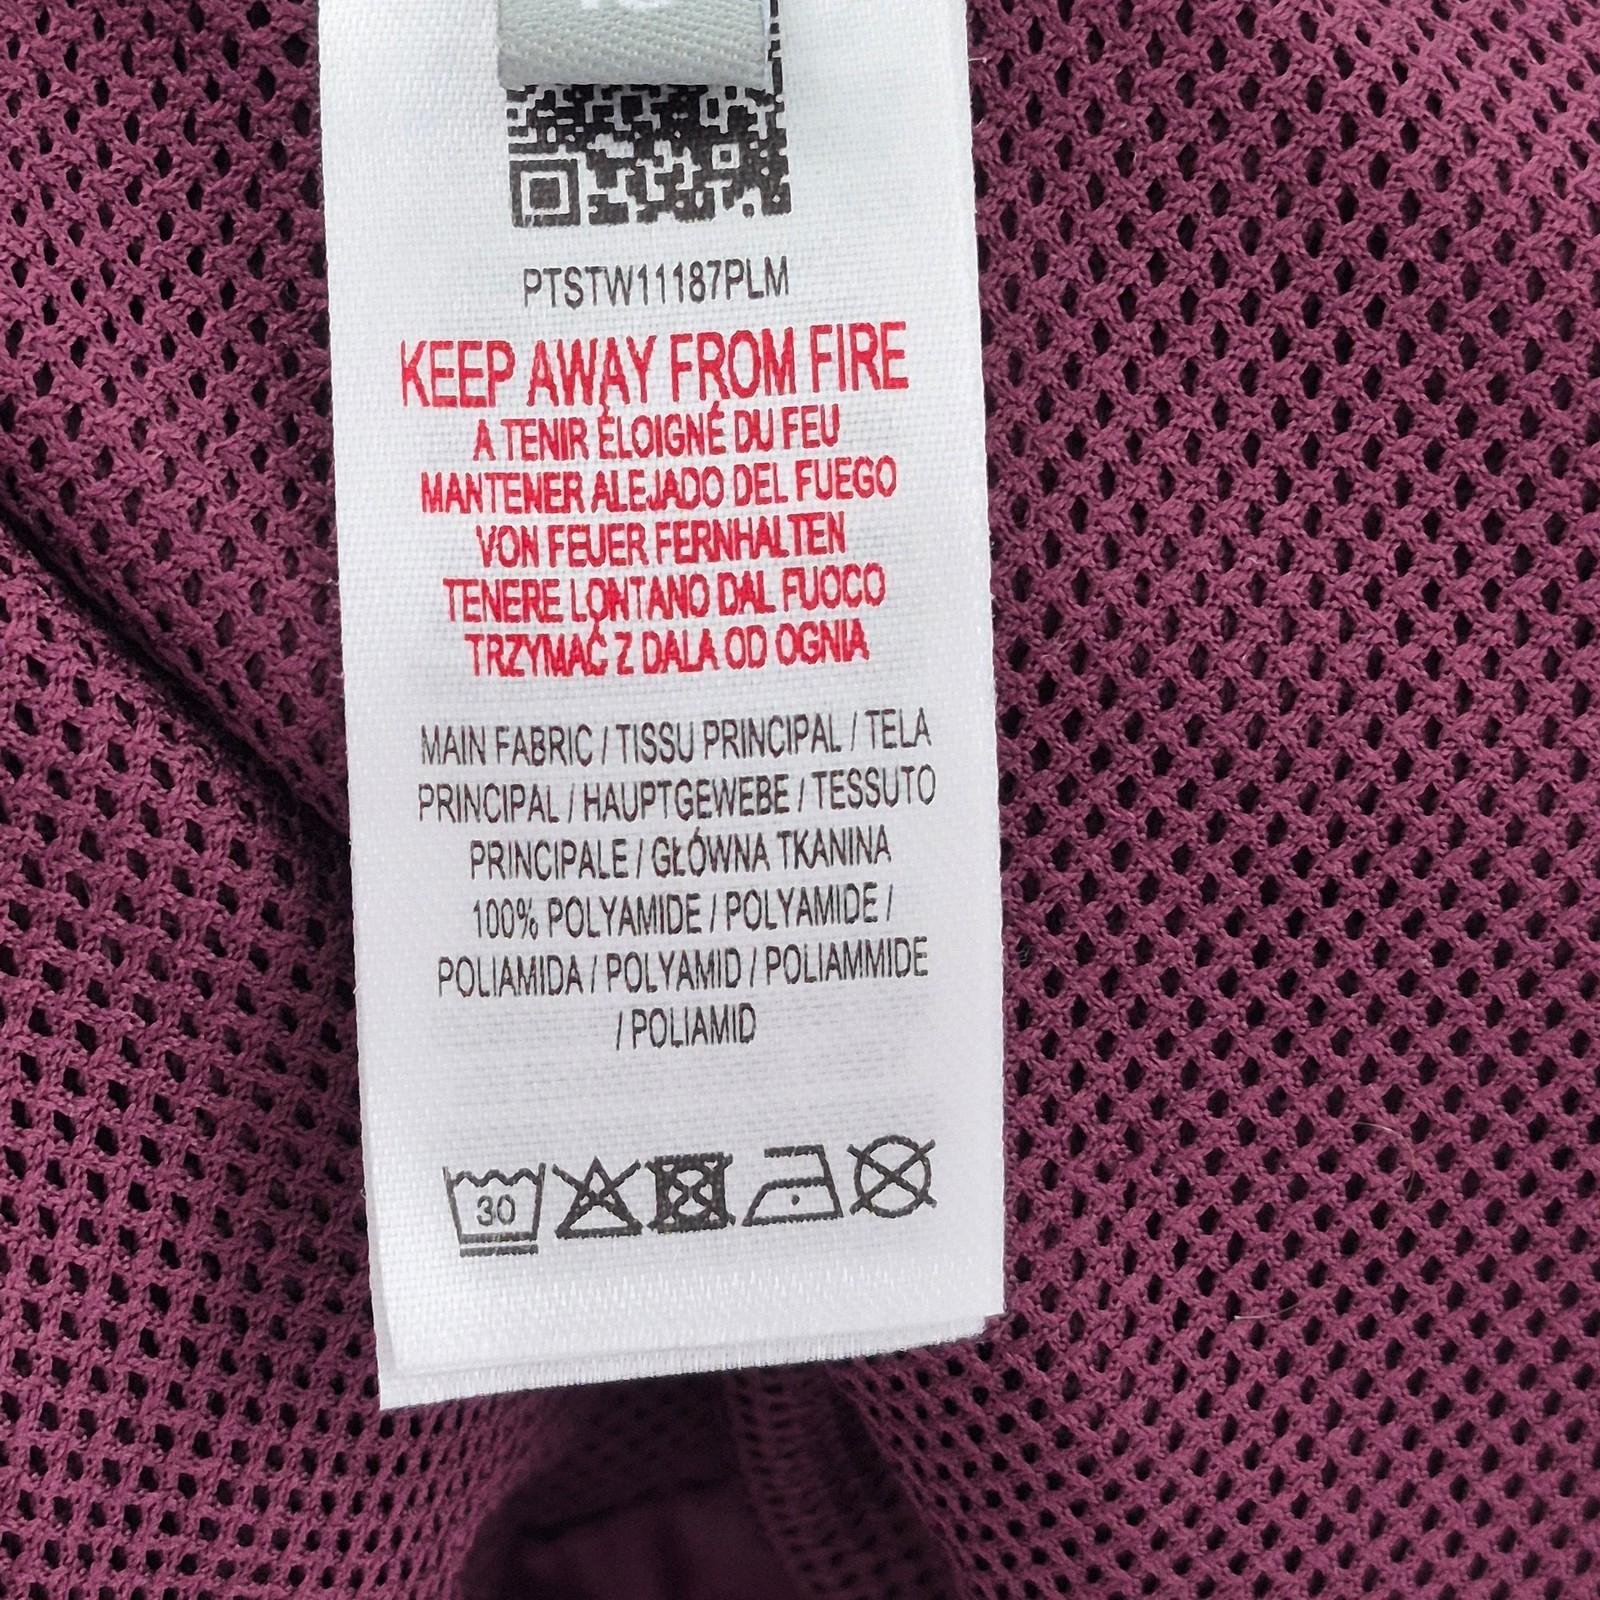 PTSTW11187PLM
KEEP AWAY FROM FIRE
A TENIR ÉLOIGNÉ DU FEU
MANTENER ALEJADO DEL FUEGO
VON FEUER FERNHALTEN
TENERE LONTANO DAL FUOCO
TRZYMAĆ Z DALA OD OGNIA
MAIN FABRIC / TISSU PRINCIPAL / TELA
PRINCIPAL / HAUPTGEWEBE / TESSUTO
PRINCIPALE / GŁÓWNA TKANINA
100% POLYAMIDE / POLYAMIDE /
POLIAMIDA / POLYAMID / POLIAMMIDE
/ POLIAMID
30